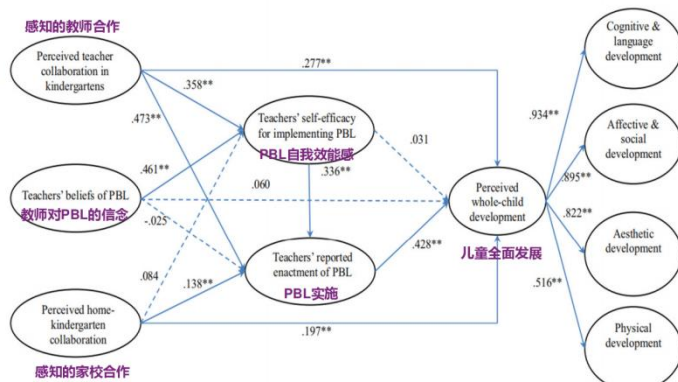 感知的教师合作
Perceived teacher
collaboration in
kindergartens
.277**
.358**
.473**
Teachers' self-efficacy
for implementing PBL
PBL自我效能感
.031
.336**
.461**
Teachers' beliefs of PBL
教师对PBL的信念
.060
-.025
Perceived
whole-child
development
儿童全面发展
.084
.138**
Teachers' reported
enactment of PBL
PBL实施
.428**
Perceived home-
kindergarten
collaboration
感知的家校合作
.197**
Cognitive &
language
development
.934**
Affective &
social
development
.895**
.822**
Aesthetic
development
.516**
Physical
development